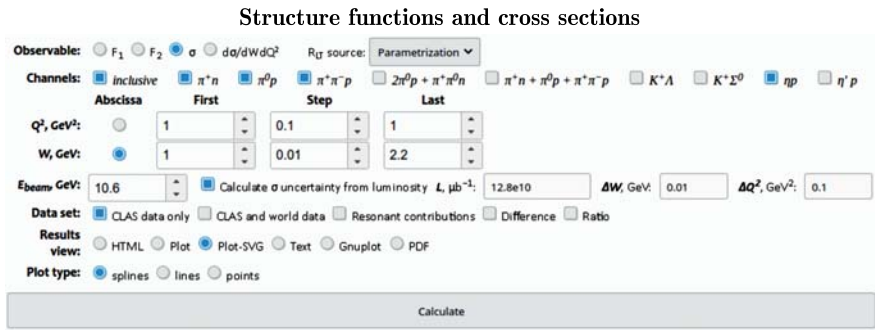 Structure functions and cross sections
Observable: F₁ F₂ σ dσ/dWdQ² R_LT source: Parametrization
Channels: inclusive π⁺n π⁰p π⁺π⁻p 2π⁰p + π⁺π⁰n π⁺n + π⁰p + π⁺π⁻p K⁺Λ K⁺Σ⁰ ηp η'p
Abscissa First Step Last
Q², GeV²: 1 0.1 1
W, GeV: 1 0.01 2.2
E_beam, GeV: 10.6 Calculate σ uncertainty from luminosity L, μb⁻¹: 12.8e10 ΔW, GeV: 0.01 ΔQ², GeV²: 0.1
Data set: CLAS data only CLAS and world data Resonant contributions Difference Ratio
Results view: HTML Plot Plot-SVG Text Gnuplot PDF
Plot type: splines lines points
Calculate